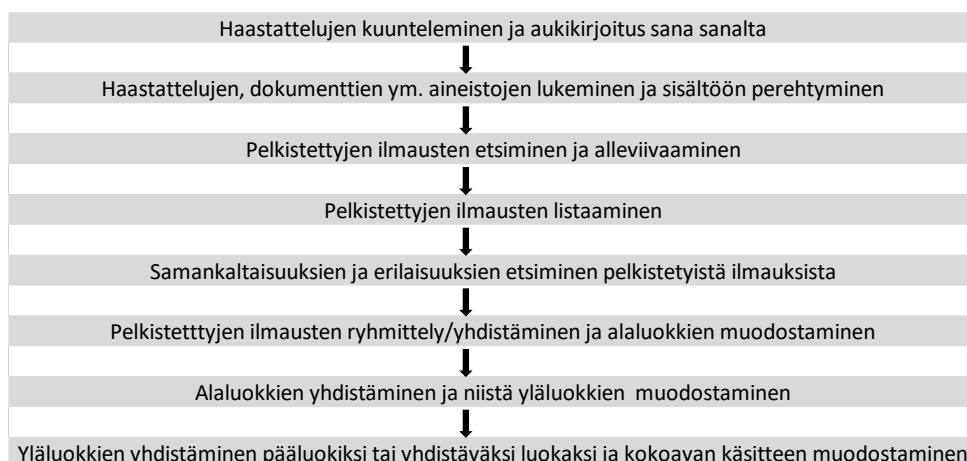 Haastattelujen kuunteleminen ja aukikirjoitus sana sanalta
Haastattelujen, dokumenttien ym. aineistojen lukeminen ja sisältöön perehtyminen
Pelkistettyjen ilmausten etsiminen ja alleviivaaminen
Pelkistettyjen ilmausten listaaminen
Samankaltaisuuksien ja erilaisuuksien etsiminen pelkistetyistä ilmauksista
Pelkistetttyjen ilmausten ryhmittely/yhdistäminen ja alaluokkien muodostaminen
Alaluokkien yhdistäminen ja niistä yläluokkien muodostaminen
Yläluokkien yhdistäminen pääluokiksi tai yhdistäväksi luokaksi ja kokoavan käsitteen muodostaminen